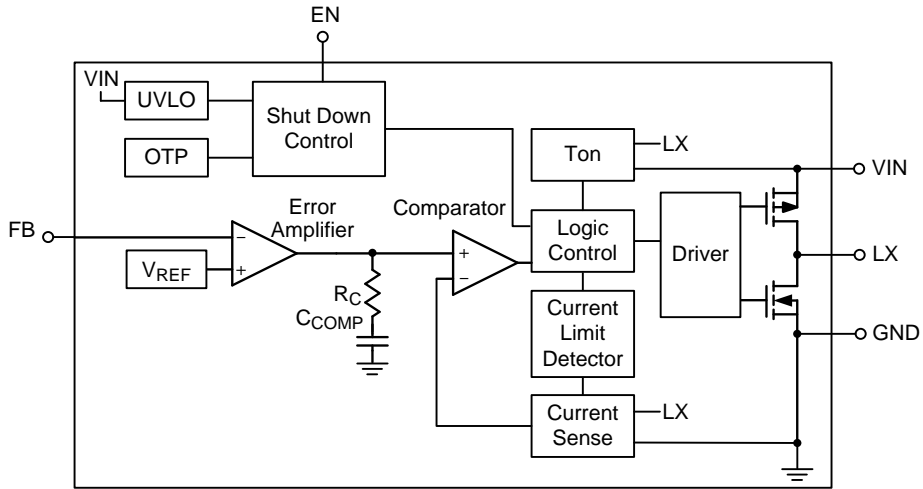 EN
VIN
UVLO
OTP
Shut Down
Control
Ton
LX
VIN
FB
Error
Amplifier
Comparator
Logic
Control
Driver
LX
VREF
−
+
+
−
RC
CCOMP
Current
Limit
Detector
GND
Current
Sense
LX